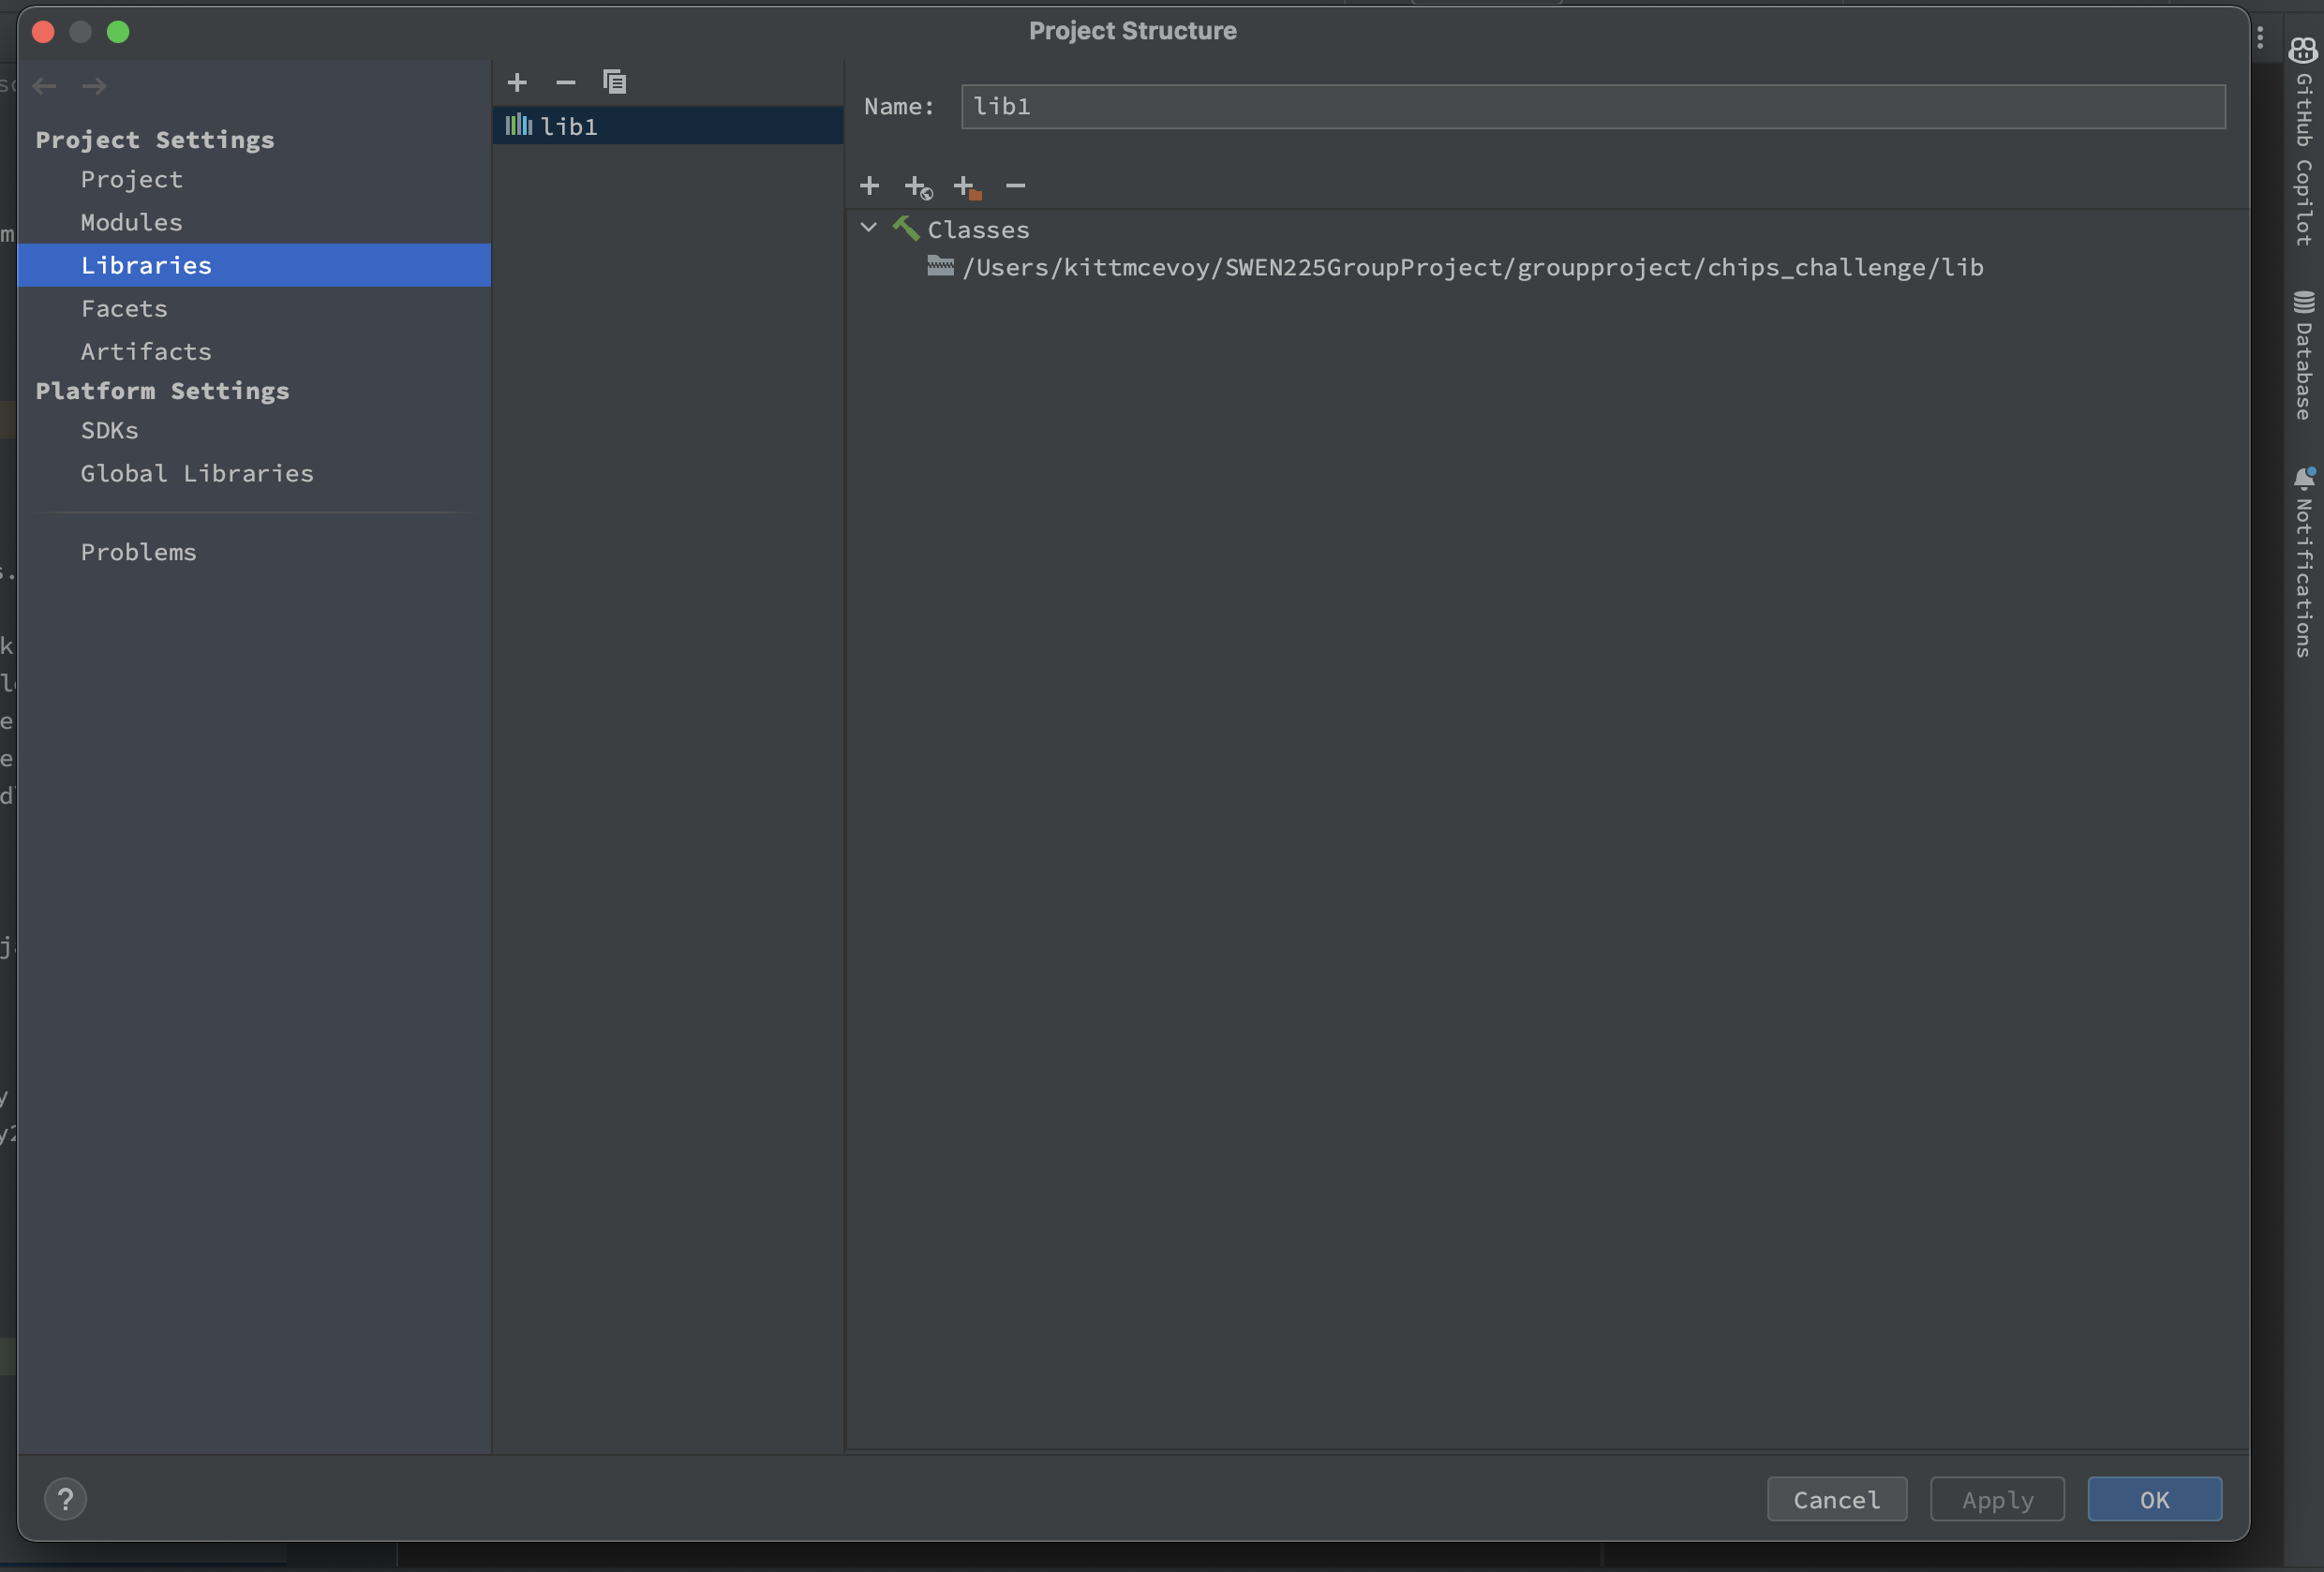 Project Structure
Project Settings
Project
Modules
Libraries
Facets
Artifacts
Platform Settings
SDKs
Global Libraries
Problems
lib1
Name: lib1
Classes
/Users/kittmcevoy/SWEN225GroupProject/groupproject/chips_challenge/lib
?
Cancel
Apply
OK
GitHub Copilot
Database
Notifications